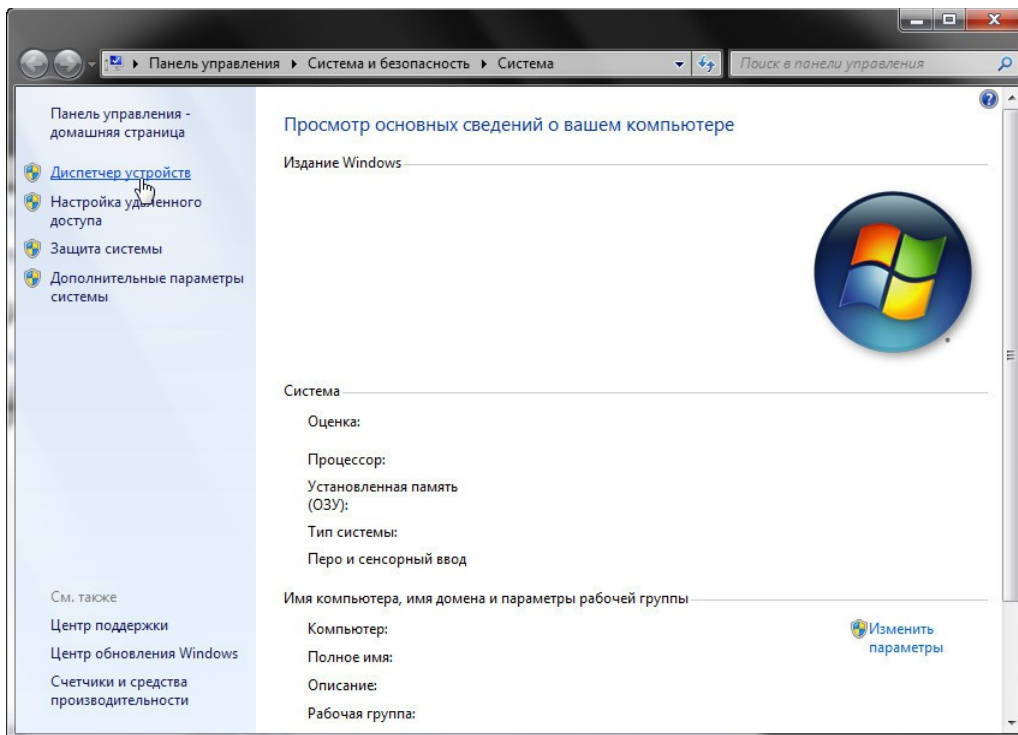 Панель управления ▸ Система и безопасность ▸ Система
Поиск в панели управления
Панель управления -
домашняя страница
Диспетчер устройств
Настройка удаленного
доступа
Защита системы
Дополнительные параметры
системы
См. также
Центр поддержки
Центр обновления Windows
Счетчики и средства
производительности
Просмотр основных сведений о вашем компьютере
Издание Windows
Система
Оценка:
Процессор:
Установленная память
(ОЗУ):
Тип системы:
Перо и сенсорный ввод
Имя компьютера, имя домена и параметры рабочей группы
Компьютер:
Изменить
параметры
Полное имя:
Описание:
Рабочая группа: